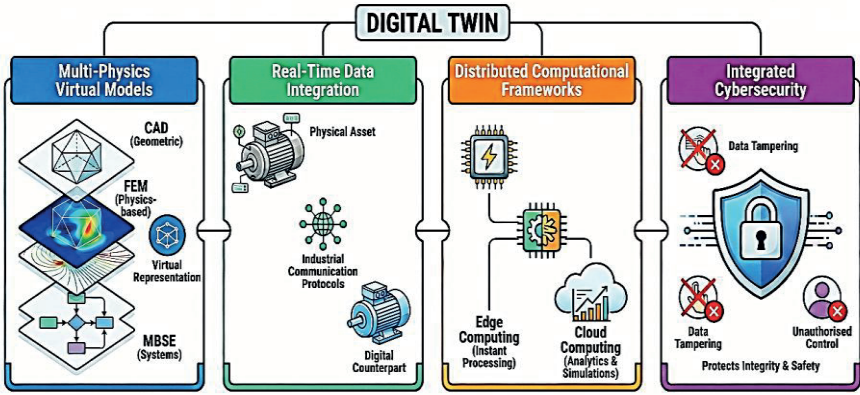 DIGITAL TWIN
Multi-Physics
Virtual Models
CAD
(Geometric)
FEM
(Physics-
based)
Virtual
Representation
MBSE
(Systems)
Real-Time Data
Integration
Physical Asset
Industrial
Communication
Protocols
Digital
Counterpart
Distributed Computational
Frameworks
Edge
Computing
(Instant
Processing)
Cloud
Computing
(Analytics &
Simulations)
Integrated
Cybersecurity
Data Tampering
Data
Tampering
Unauthorised
Control
Protects Integrity & Safety